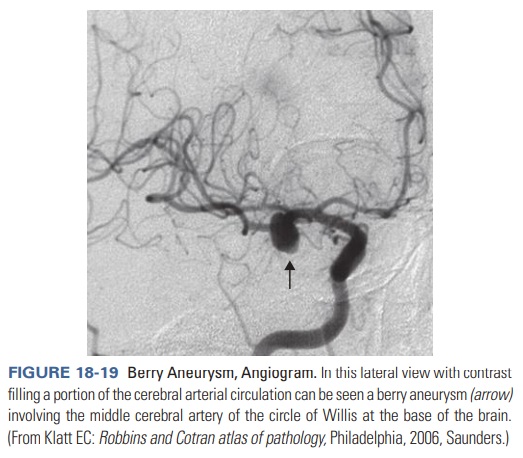 FIGURE 18-19 Berry Aneurysm, Angiogram. In this lateral view with contrast
filling a portion of the cerebral arterial circulation can be seen a berry aneurysm (arrow)
involving the middle cerebral artery of the circle of Willis at the base of the brain.
(From Klatt EC: Robbins and Cotran atlas of pathology, Philadelphia, 2006, Saunders.)